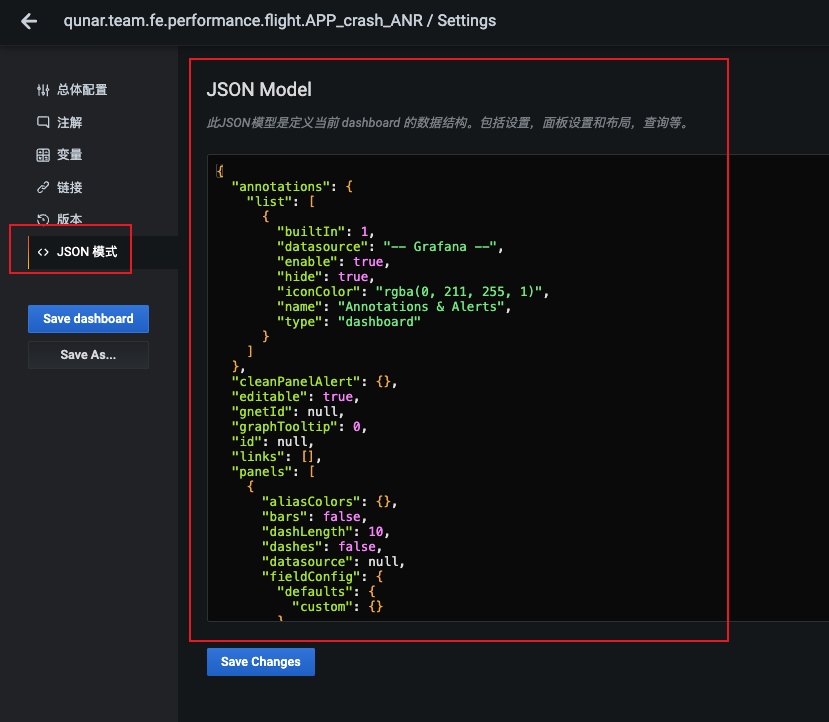 qunar.team.fe.performance.flight.APP_crash_ANR / Settings
总体配置
注解
变量
链接
版本
JSON 模式
Save dashboard
Save As...
JSON Model
此JSON模型是定义当前 dashboard 的数据结构。包括设置，面板设置和布局，查询等。
{
"annotations": {
"list": [
{
"builtIn": 1,
"datasource": "-- Grafana --",
"enable": true,
"hide": true,
"iconColor": "rgba(0, 211, 255, 1)",
"name": "Annotations & Alerts",
"type": "dashboard"
}
]
},
"cleanPanelAlert": {},
"editable": true,
"gnetId": null,
"graphTooltip": 0,
"id": null,
"links": [],
"panels": [
{
"aliasColors": {},
"bars": false,
"dashLength": 10,
"dashes": false,
"datasource": null,
"fieldConfig": {
"defaults": {
"custom": {}
}
Save Changes